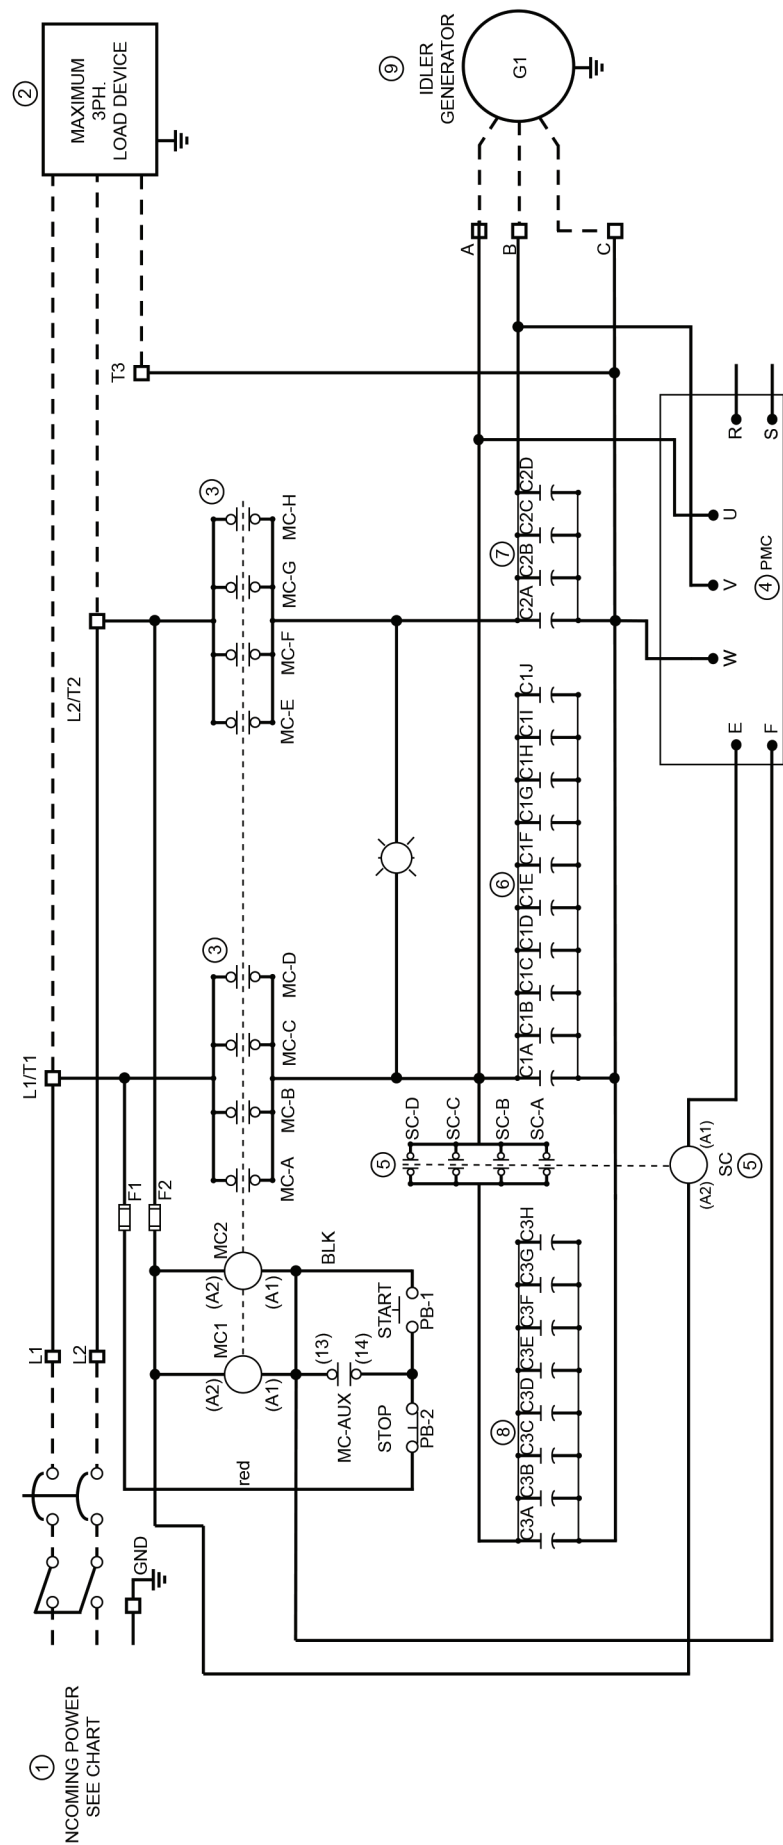 1
NCOMING POWER
SEE CHART
GND
L1
L2
L1/T1
L2/T2
T3
2
MAXIMUM
3PH.
LOAD DEVICE
F1
F2
red
(A2)
MC1
(A1)
(A2)
MC2
(A1)
BLK
MC-AUX
(13)
(14)
STOP
PB-2
START
PB-1
3
MC-A
MC-B
MC-C
MC-D
3
MC-E
MC-F
MC-G
MC-H
5
SC-D
SC-C
SC-B
SC-A
8
C3A
C3B
C3C
C3D
C3E
C3F
C3G
C3H
6
C1A
C1B
C1C
C1D
C1E
C1F
C1G
C1H
C1I
C1J
7
C2A
C2B
C2C
C2D
A
B
C
9
IDLER
GENERATOR
G1
(A2)
(A1)
SC
5
E
F
W
V
U
R
S
4 PMC